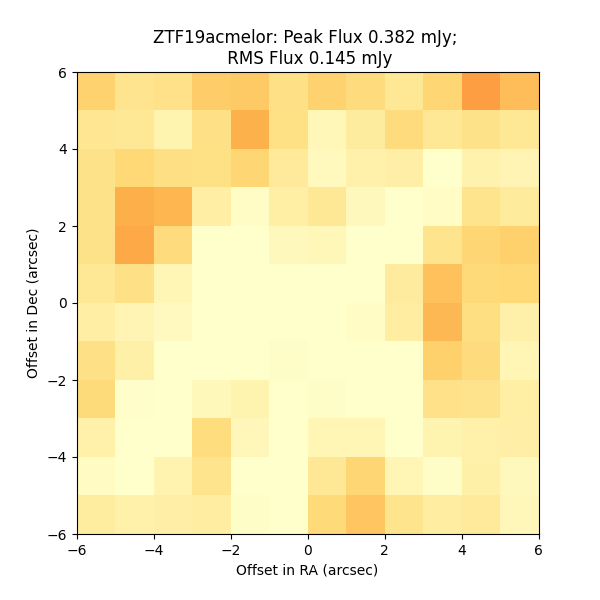 ZTF19acmelor: Peak Flux 0.382 mJy;
RMS Flux 0.145 mJy
6
4
2
0
−2
−4
−6
Offset in Dec (arcsec)
−6 −4 −2 0 2 4 6
Offset in RA (arcsec)